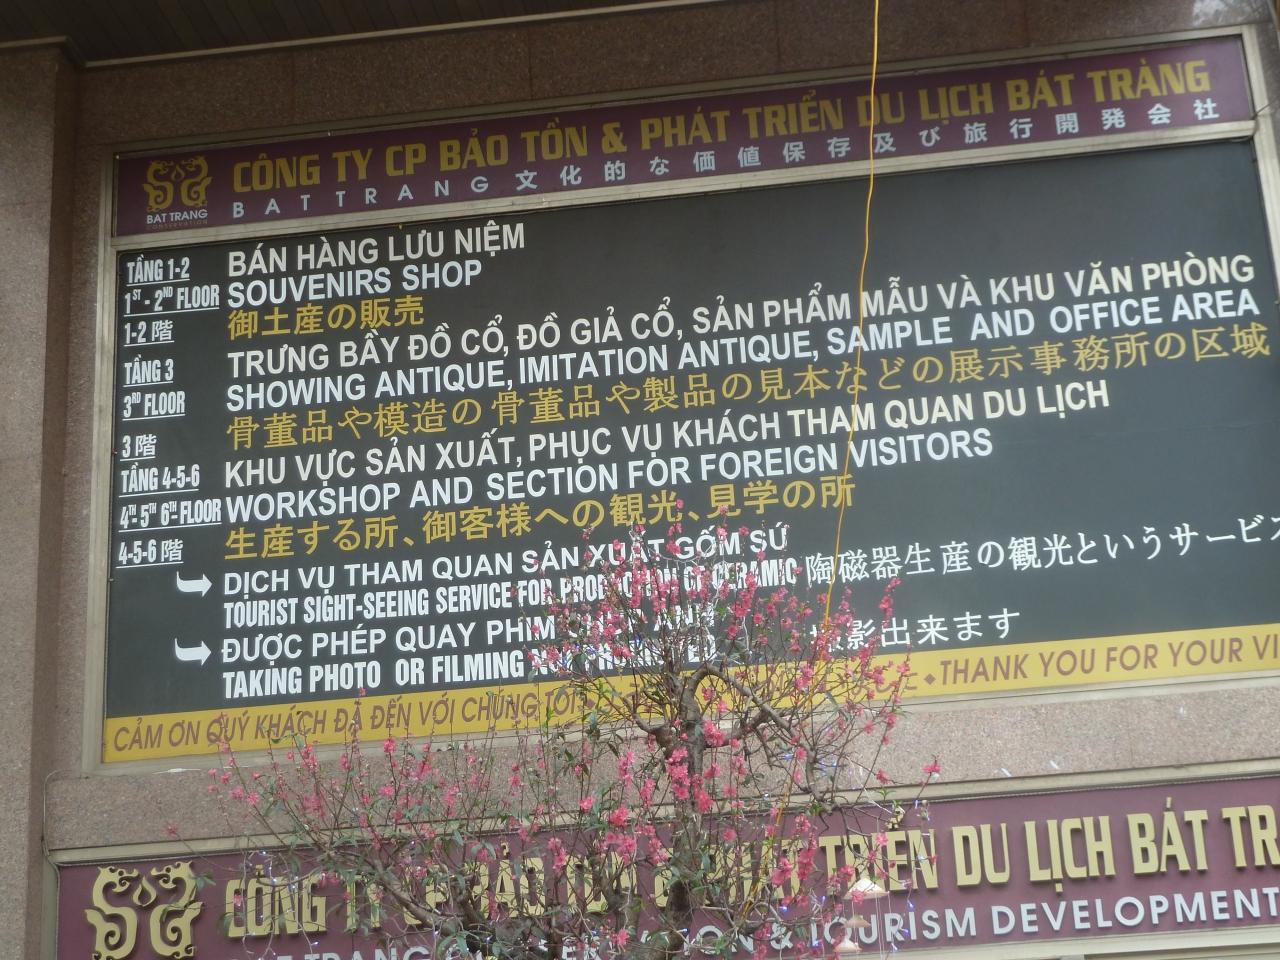 CÔNG TY CP BẢO TỒN & PHÁT TRIỂN DU LỊCH BÁT TRÀNG
BAT TRANG 文化的な価値保存及び旅行開発会社
BAT TRANG
CONSERVATION
TẦNG 1-2 BÁN HÀNG LƯU NIỆM
1ST - 2ND FLOOR SOUVENIRS SHOP
1-2 階 御土産の販売
TẦNG 3 TRƯNG BẦY ĐỒ CỔ, ĐỒ GIẢ CỔ, SẢN PHẨM MẪU VÀ KHU VĂN PHÒNG
3RD FLOOR SHOWING ANTIQUE, IMITATION ANTIQUE, SAMPLE AND OFFICE AREA
3 階 骨董品や模造の骨董品や製品の見本などの展示事務所の区域
TẦNG 4-5-6 KHU VỰC SẢN XUẤT, PHỤC VỤ KHÁCH THAM QUAN DU LỊCH
4TH- 5TH 6TH- FLOOR WORKSHOP AND SECTION FOR FOREIGN VISITORS
4-5-6 階 生産する所、御客様への観光、見学の所
DỊCH VỤ THAM QUAN SẢN XUẤT GỐM SỨ
TOURIST SIGHT-SEEING SERVICE FOR PRODUCTION OF CERAMIC 陶磁器生産の観光というサービス
ĐƯỢC PHÉP QUAY PHIM
TAKING PHOTO OR FILMING 影出来ます
CẢM ƠN QUÝ KHÁCH ĐÃ ĐẾN VỚI CHÚNG TÔI THANK YOU FOR YOUR VI
CÔNG TY TRIỂN DU LỊCH BÁT TR
BAT TRANG & TOURISM DEVELOPMENT